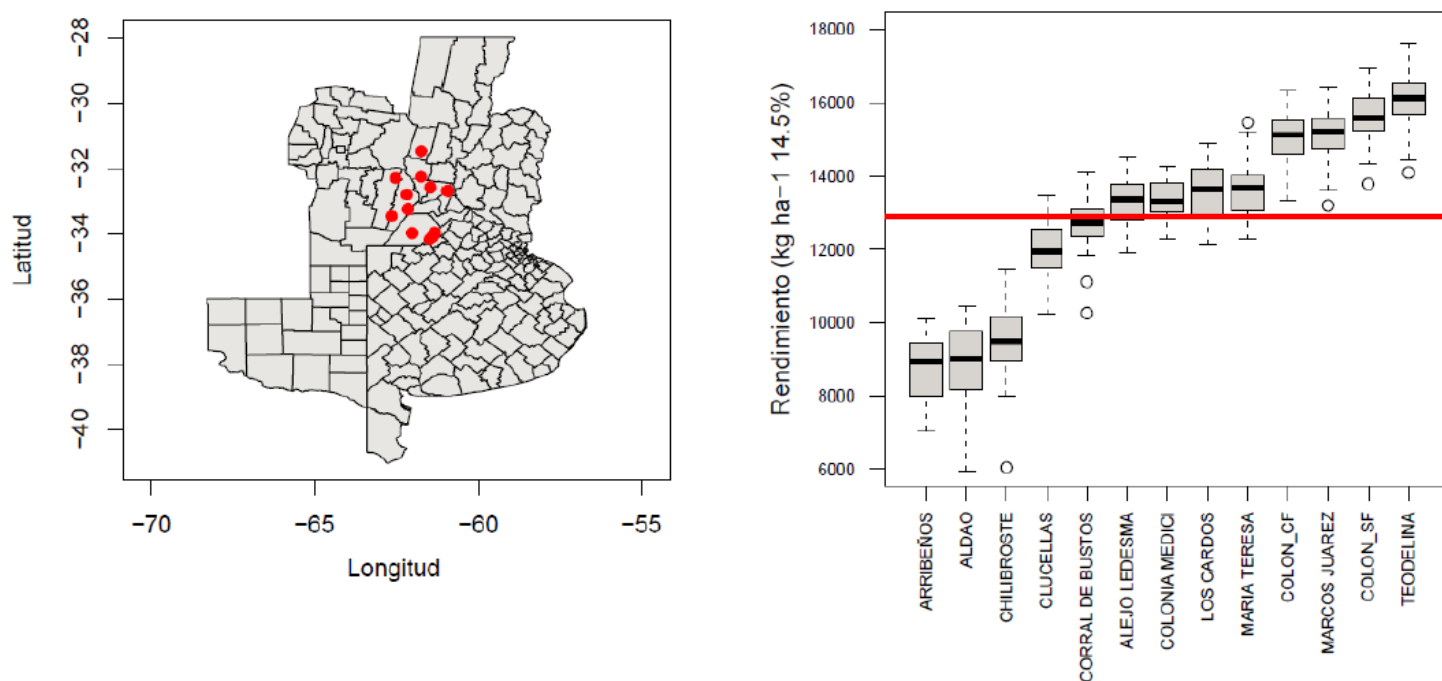 Latitud
−28
−30
−32
−34
−36
−38
−40
−70
−65
−60
−55
Longitud
Rendimiento (kg ha−1 14.5%)
18000
16000
14000
12000
10000
8000
6000
ARRIBEÑOS
ALDAO
CHILIBROSTE
CLUCELLAS
CORRAL DE BUSTOS
ALEJO LEDESMA
COLONIA MEDICI
LOS CARDOS
MARIA TERESA
COLON_CF
MARCOS JUAREZ
COLON_SF
TEODELINA